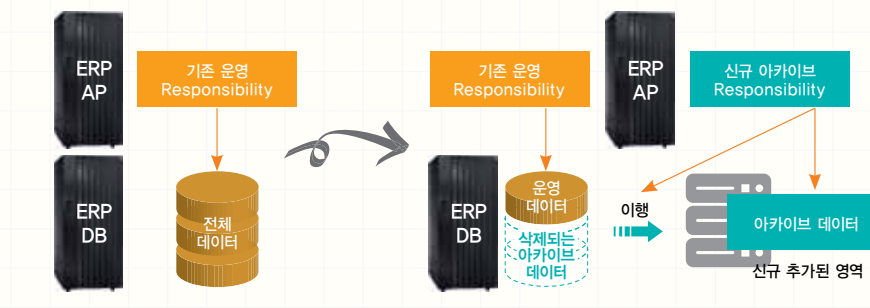 ERP
AP
기존 운영
Responsibility
ERP
DB
전체
데이터
기존 운영
Responsibility
ERP
AP
신규 아카이브
Responsibility
ERP
DB
운영
데이터
삭제되는
아카이브
데이터
이행
아카이브 데이터
신규 추가된 영역